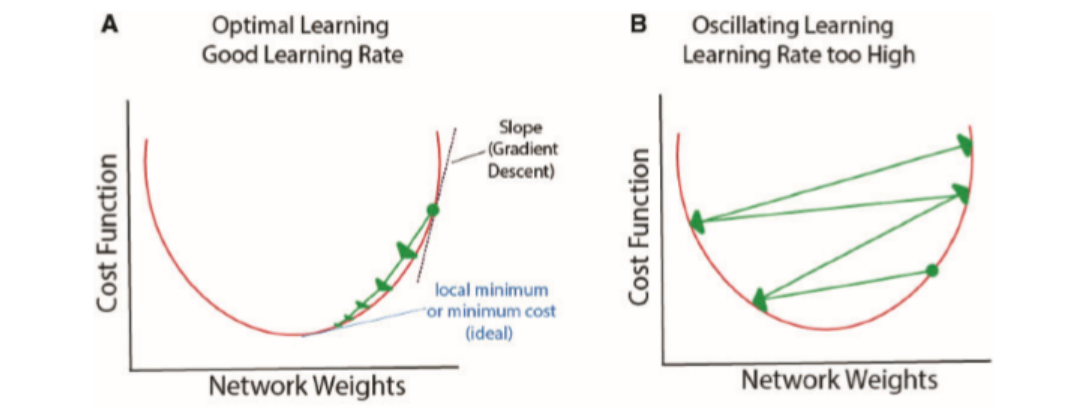 A
Optimal Learning
Good Learning Rate
Cost Function
Slope
(Gradient
Descent)
local minimum
or minimum cost
(ideal)
Network Weights
B
Oscillating Learning
Learning Rate too High
Cost Function
Network Weights